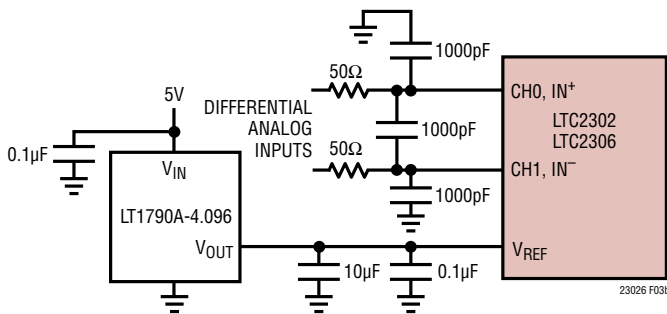 1000pF
50Ω
CH0, IN+
5V
DIFFERENTIAL
ANALOG
INPUTS
LTC2302
LTC2306
1000pF
0.1µF
50Ω
CH1, IN−
VIN
1000pF
LT1790A-4.096
VOUT
VREF
10µF
0.1µF
23026 F03b